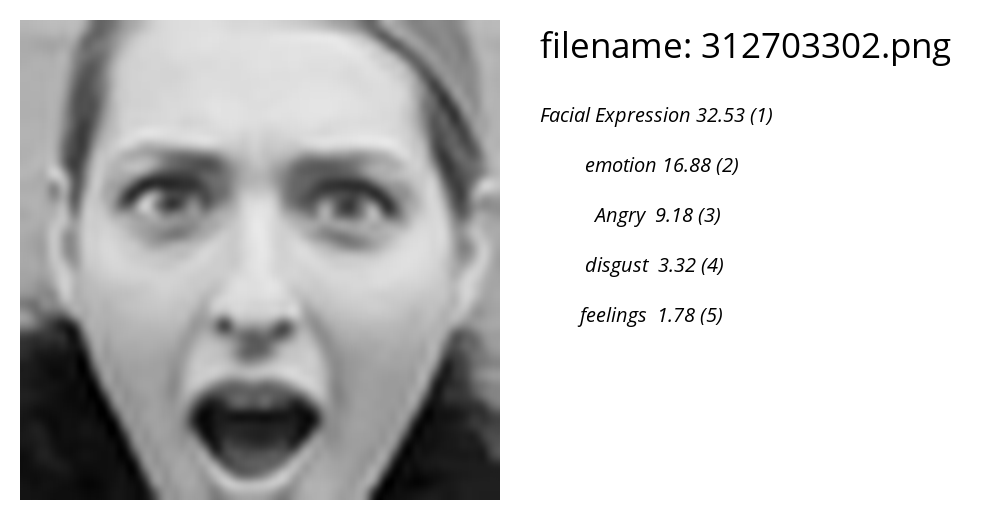 filename: 312703302.png
Facial Expression 32.53 (1)
emotion 16.88 (2)
Angry 9.18 (3)
disgust 3.32 (4)
feelings 1.78 (5)